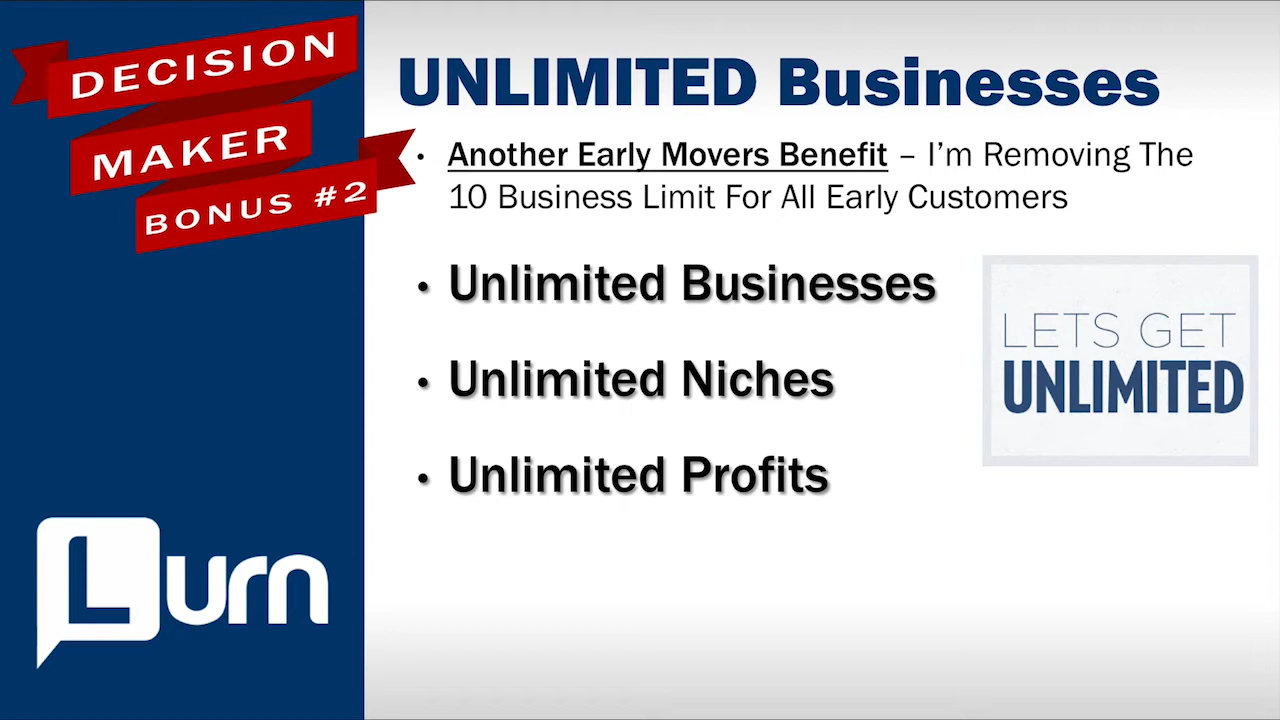 DECISION
MAKER
BONUS #2
UNLIMITED Businesses
• Another Early Movers Benefit – I’m Removing The
10 Business Limit For All Early Customers
• Unlimited Businesses
• Unlimited Niches
• Unlimited Profits
LETS GET
UNLIMITED
Lurn